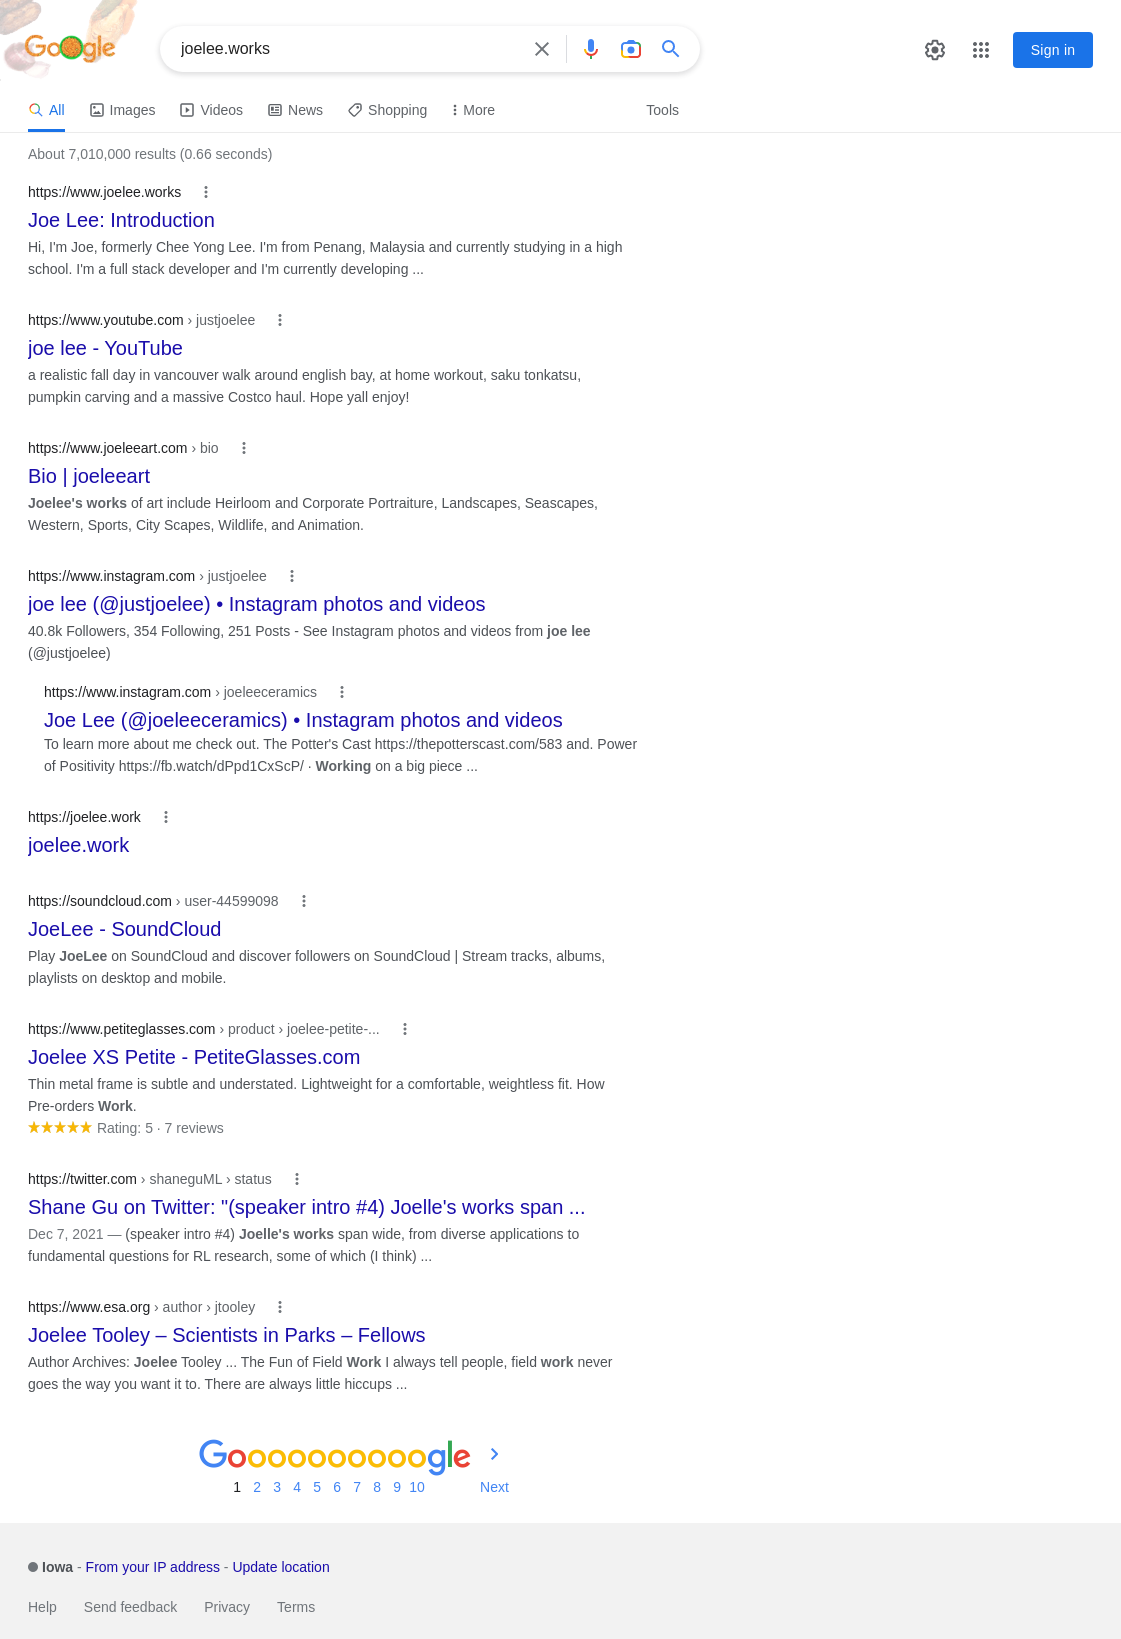 Google
joelee.works
Sign in
All
Images
Videos
News
Shopping
More
Tools
About 7,010,000 results (0.66 seconds)
https://www.joelee.works
Joe Lee: Introduction
Hi, I'm Joe, formerly Chee Yong Lee. I'm from Penang, Malaysia and currently studying in a high
school. I'm a full stack developer and I'm currently developing ...
https://www.youtube.com › justjoelee
joe lee - YouTube
a realistic fall day in vancouver walk around english bay, at home workout, saku tonkatsu,
pumpkin carving and a massive Costco haul. Hope yall enjoy!
https://www.joeleeart.com › bio
Bio | joeleeart
Joelee's works of art include Heirloom and Corporate Portraiture, Landscapes, Seascapes,
Western, Sports, City Scapes, Wildlife, and Animation.
https://www.instagram.com › justjoelee
joe lee (@justjoelee) • Instagram photos and videos
40.8k Followers, 354 Following, 251 Posts - See Instagram photos and videos from joe lee
(@justjoelee)
https://www.instagram.com › joeleeceramics
Joe Lee (@joeleeceramics) • Instagram photos and videos
To learn more about me check out. The Potter's Cast https://thepotterscast.com/583 and. Power
of Positivity https://fb.watch/dPpd1CxScP/ · Working on a big piece ...
https://joelee.work
joelee.work
https://soundcloud.com › user-44599098
JoeLee - SoundCloud
Play JoeLee on SoundCloud and discover followers on SoundCloud | Stream tracks, albums,
playlists on desktop and mobile.
https://www.petiteglasses.com › product › joelee-petite-...
Joelee XS Petite - PetiteGlasses.com
Thin metal frame is subtle and understated. Lightweight for a comfortable, weightless fit. How
Pre-orders Work.
Rating: 5 · 7 reviews
https://twitter.com › shaneguML › status
Shane Gu on Twitter: "(speaker intro #4) Joelle's works span ...
Dec 7, 2021 — (speaker intro #4) Joelle's works span wide, from diverse applications to
fundamental questions for RL research, some of which (I think) ...
https://www.esa.org › author › jtooley
Joelee Tooley – Scientists in Parks – Fellows
Author Archives: Joelee Tooley ... The Fun of Field Work I always tell people, field work never
goes the way you want it to. There are always little hiccups ...
Goooooooooogle
1 2 3 4 5 6 7 8 9 10 Next
Iowa - From your IP address - Update location
Help Send feedback Privacy Terms